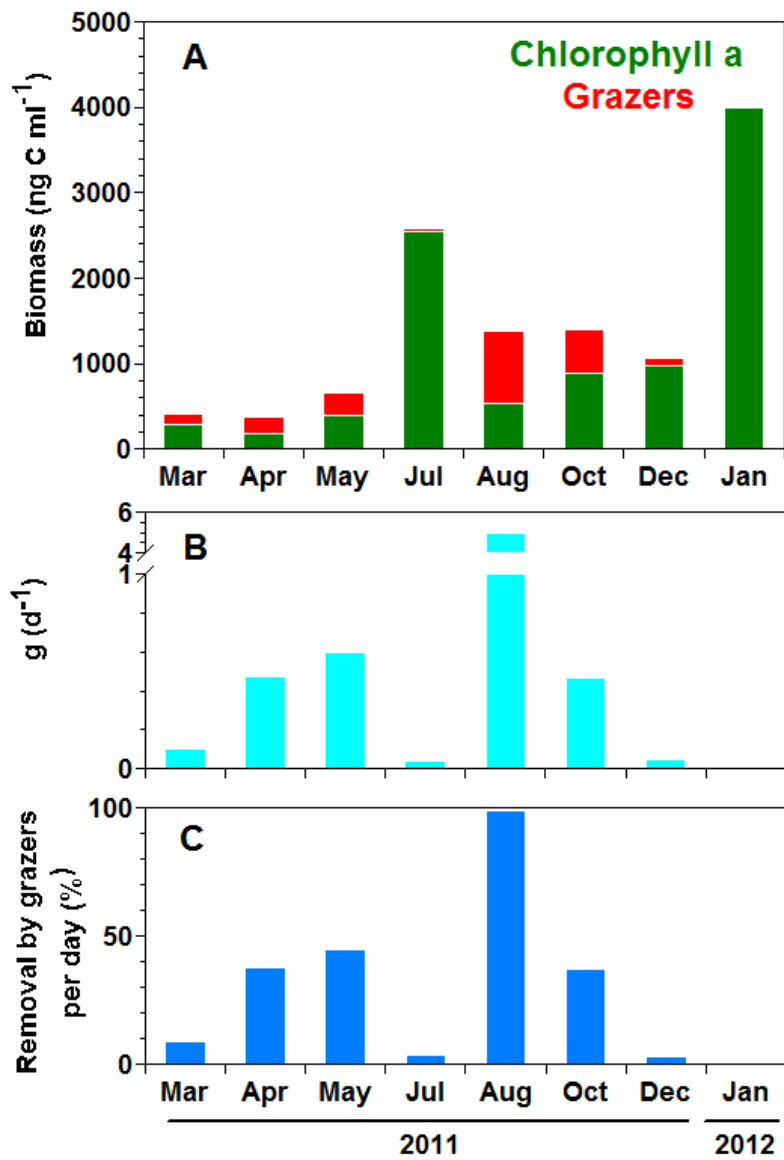 5000
A
Chlorophyll a
Grazers
4000
3000
2000
1000
0
Biomass (ng C ml⁻¹)
Mar Apr May Jul Aug Oct Dec Jan
6
B
4
1
g (d⁻¹)
0
100
C
50
Removal by grazers
per day (%)
0
Mar Apr May Jul Aug Oct Dec Jan
2011 2012